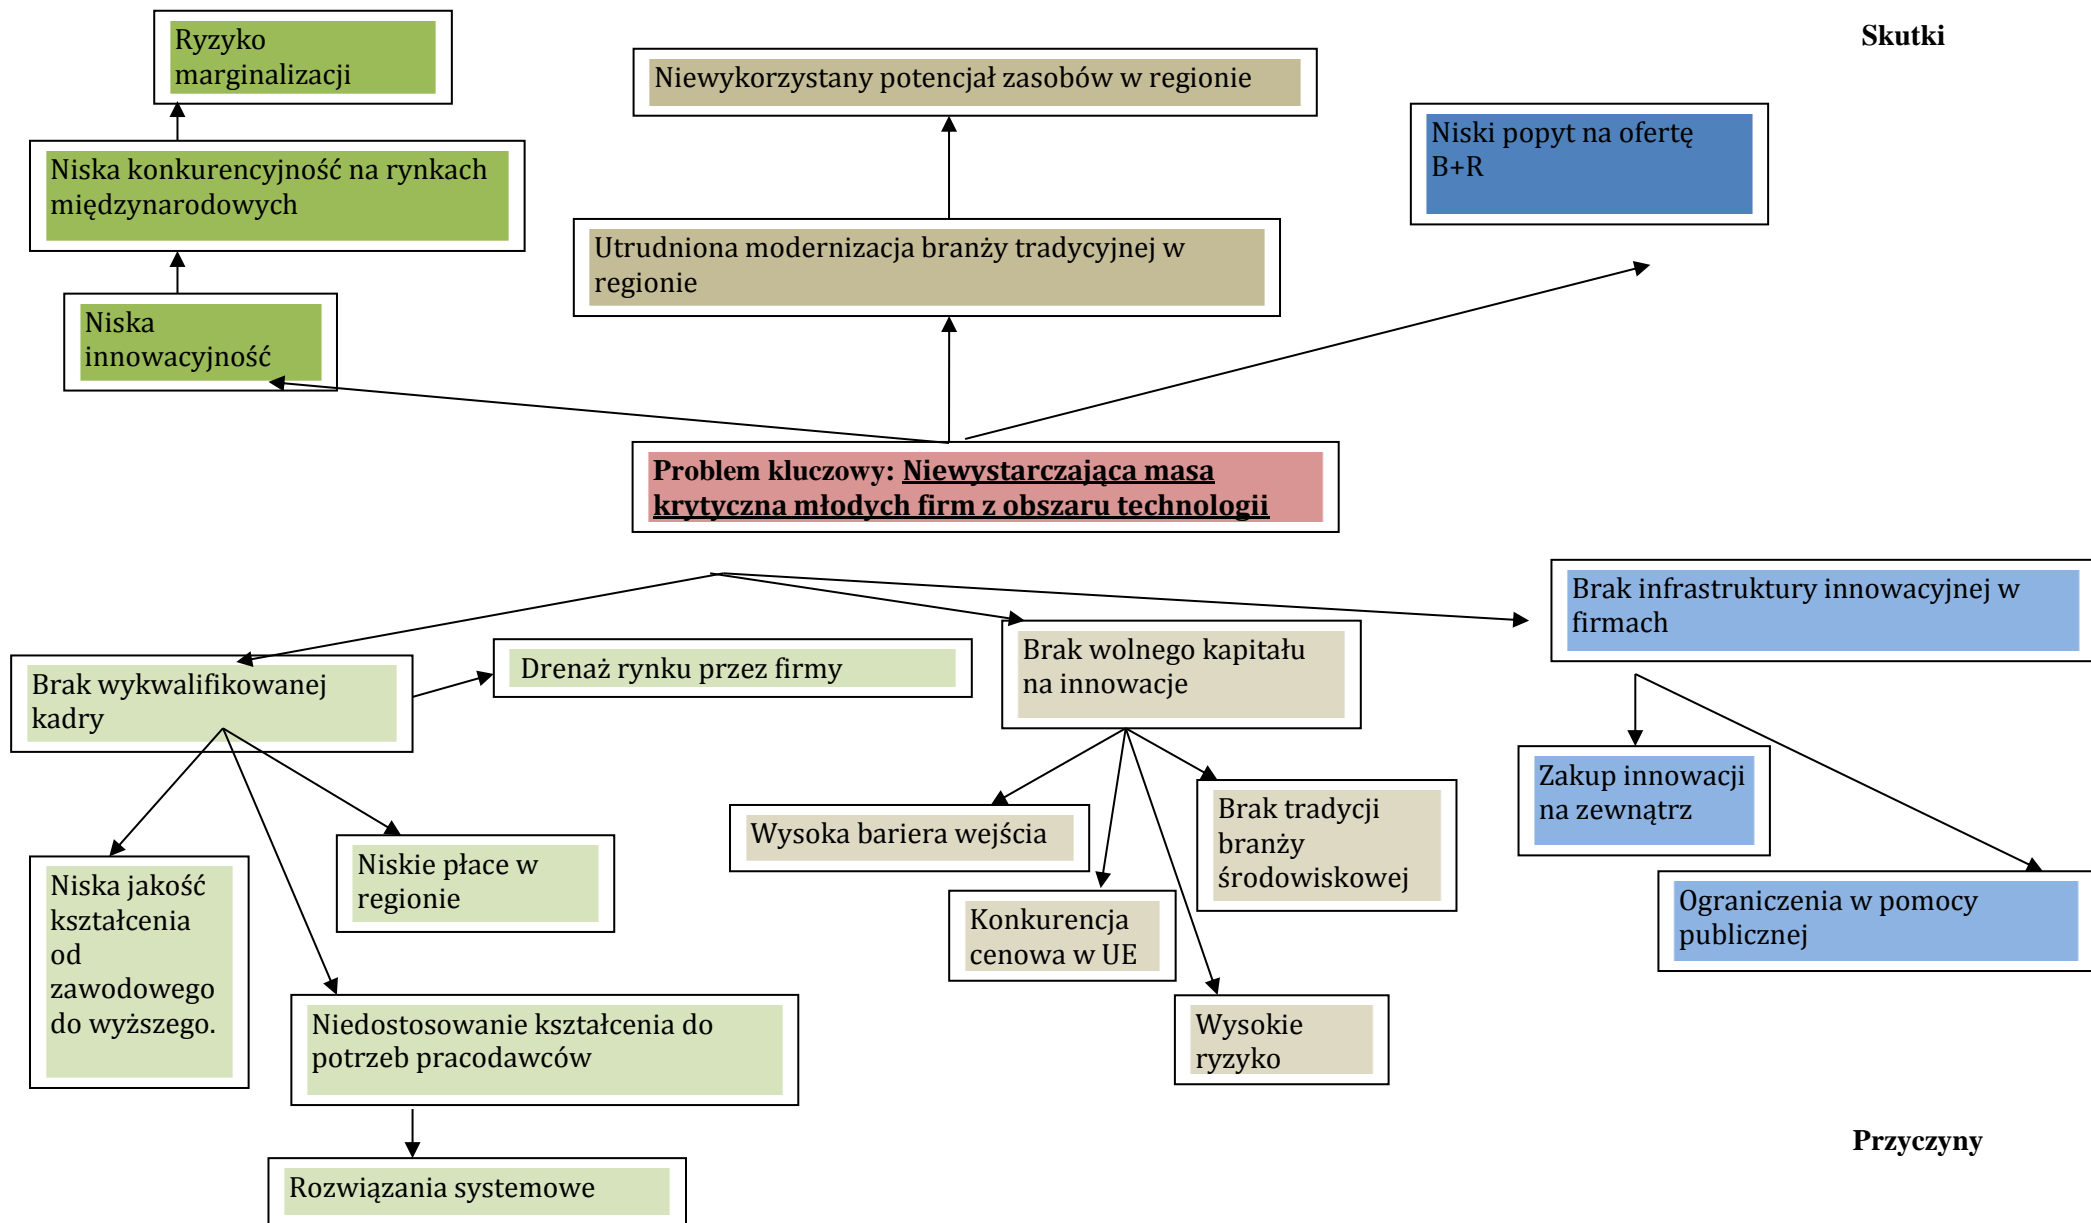 Skutki
Ryzyko
marginalizacji
Niewykorzystany potencjał zasobów w regionie
Niski popyt na ofertę
B+R
Niska konkurencyjność na rynkach
międzynarodowych
Utrudniona modernizacja branży tradycyjnej w
regionie
Niska
innowacyjność
Problem kluczowy: Niewystarczająca masa
krytyczna młodych firm z obszaru technologii
Brak infrastruktury innowacyjnej w
firmach
Brak wolnego kapitału
na innowacje
Drenaż rynku przez firmy
Brak wykwalifikowanej
kadry
Zakup innowacji
na zewnątrz
Brak tradycji
branży
środowiskowej
Wysoka bariera wejścia
Niskie płace w
regionie
Niska jakość
kształcenia
od
zawodowego
do wyższego.
Ograniczenia w pomocy
publicznej
Konkurencja
cenowa w UE
Niedostosowanie kształcenia do
potrzeb pracodawców
Wysokie
ryzyko
Przyczyny
Rozwiązania systemowe